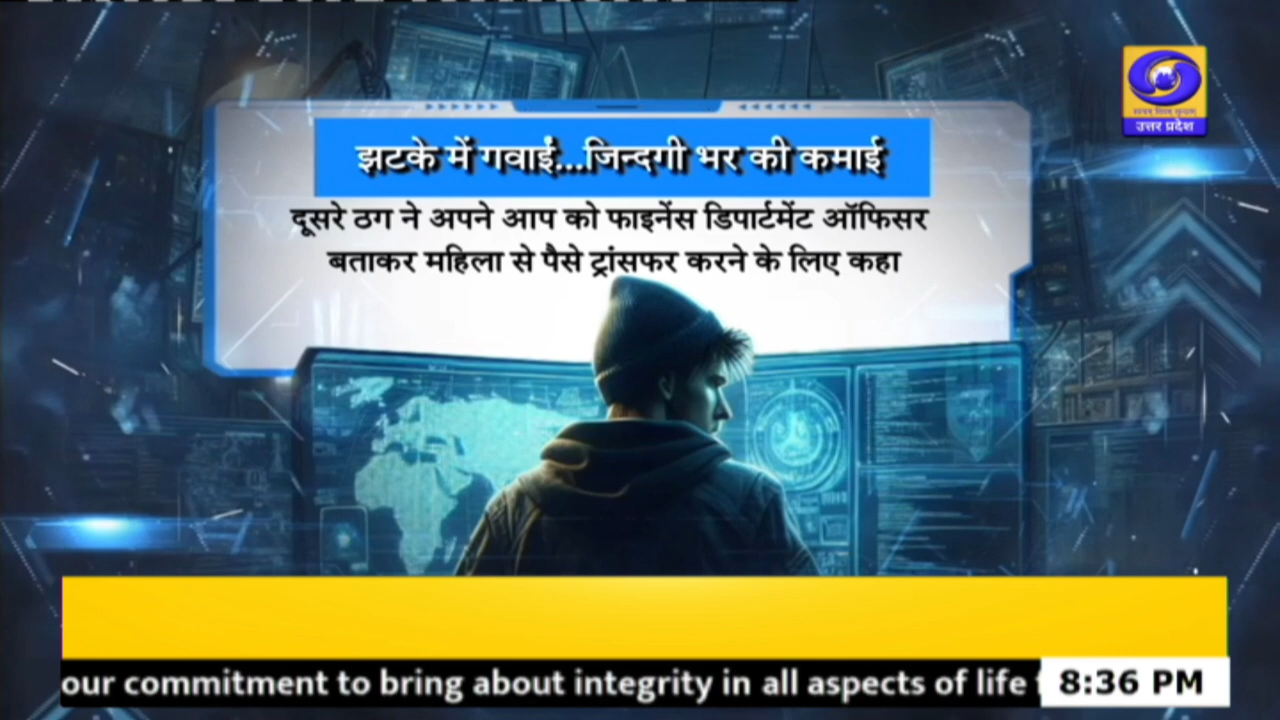 झटके में गवाईं...जिन्दगी भर की कमाई
दूसरे ठग ने अपने आप को फाइनेंस डिपार्टमेंट ऑफिसर
बताकर महिला से पैसे ट्रांसफर करने के लिए कहा
उत्तर प्रदेश
our commitment to bring about integrity in all aspects of life
8:36 PM